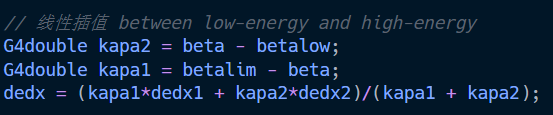 // 线性插值 between low-energy and high-energy
G4double kapa2 = beta - betalow;
G4double kapa1 = betalim - beta;
dedx = (kapa1*dedx1 + kapa2*dedx2)/(kapa1 + kapa2);